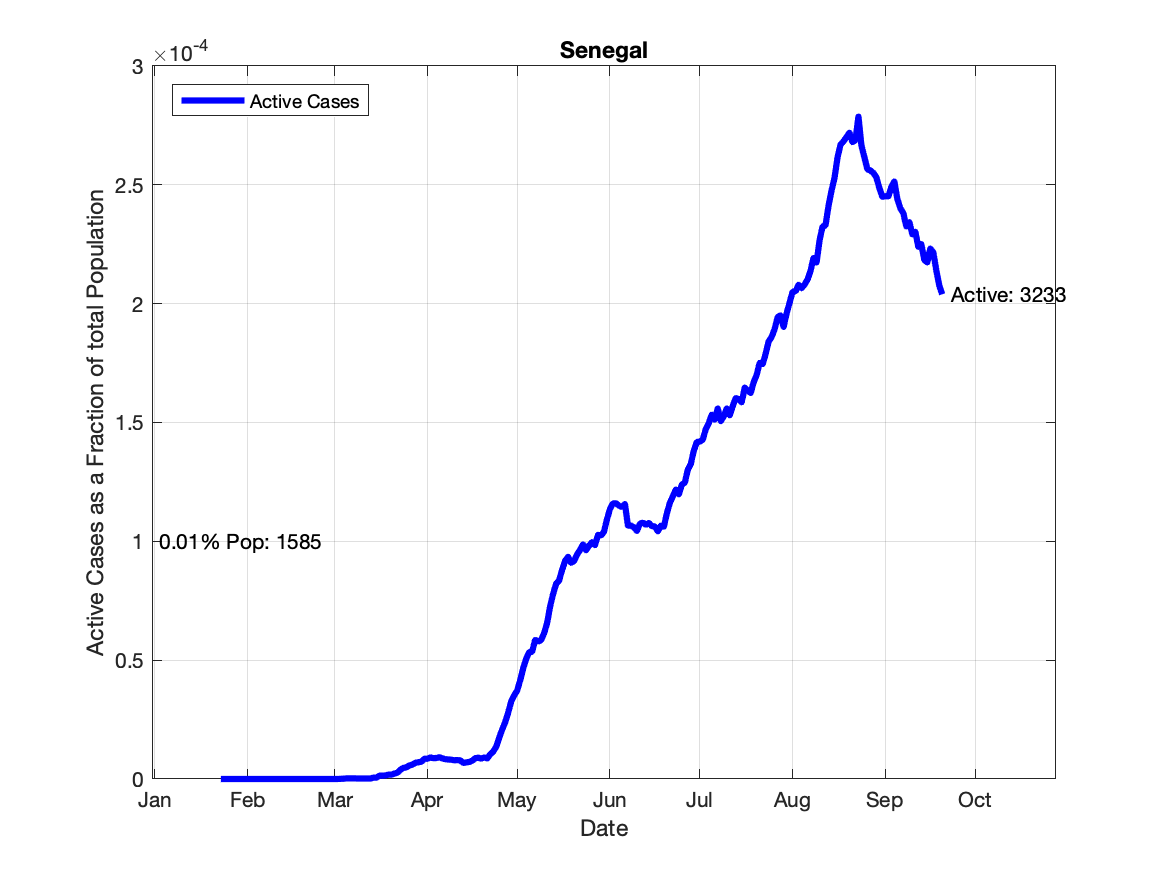 Senegal
×10-4
3
2.5
2
1.5
1
0.5
0
Active Cases
Active: 3233
0.01% Pop: 1585
Active Cases as a Fraction of total Population
Jan Feb Mar Apr May Jun Jul Aug Sep Oct
Date